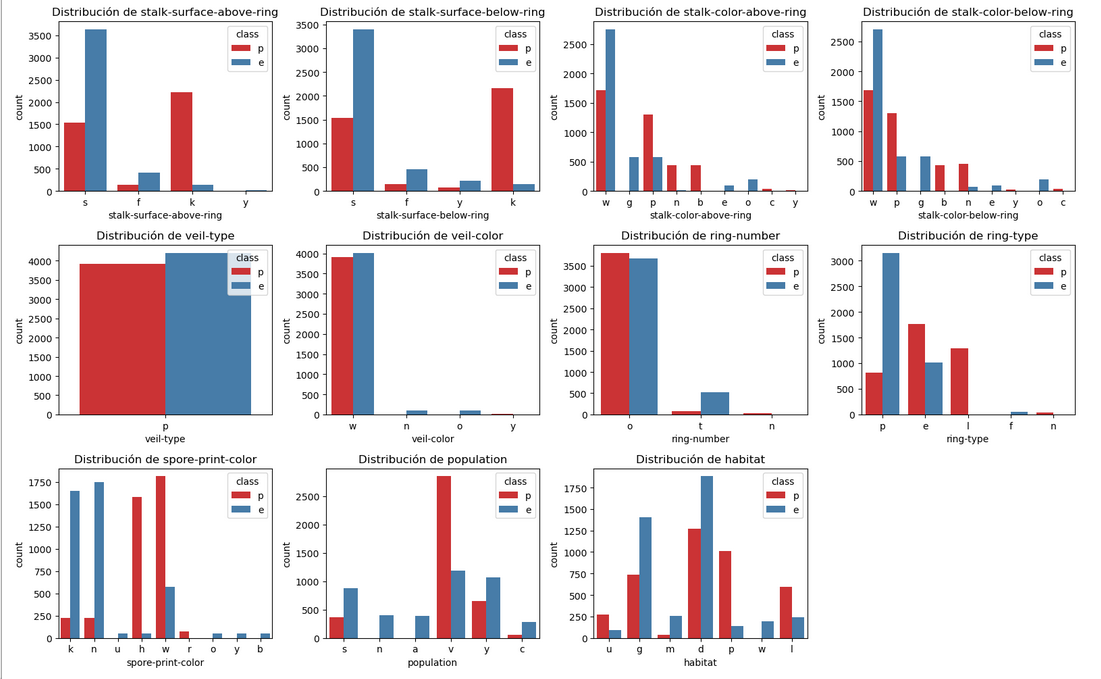 Distribución de stalk-surface-above-ring
3500
3000
2500
2000
1500
1000
500
0
count
class
p
e
s f k y
stalk-surface-above-ring
Distribución de stalk-surface-below-ring
3500
3000
2500
2000
1500
1000
500
0
count
class
p
e
s f y k
stalk-surface-below-ring
Distribución de stalk-color-above-ring
2500
2000
1500
1000
500
0
count
class
p
e
w g p n b e o c y
stalk-color-above-ring
Distribución de stalk-color-below-ring
2500
2000
1500
1000
500
0
count
class
p
e
w p g b n e y o c
stalk-color-below-ring
Distribución de veil-type
4000
3500
3000
2500
2000
1500
1000
500
0
count
class
p
e
p
veil-type
Distribución de veil-color
4000
3500
3000
2500
2000
1500
1000
500
0
count
class
p
e
w n o y
veil-color
Distribución de ring-number
3500
3000
2500
2000
1500
1000
500
0
count
class
p
e
o t n
ring-number
Distribución de ring-type
3000
2500
2000
1500
1000
500
0
count
class
p
e
p e l f n
ring-type
Distribución de spore-print-color
1750
1500
1250
1000
750
500
250
0
count
class
p
e
k n u h w r o y b
spore-print-color
Distribución de population
2500
2000
1500
1000
500
0
count
class
p
e
s n a v y c
population
Distribución de habitat
1750
1500
1250
1000
750
500
250
0
count
class
p
e
u g m d p w l
habitat